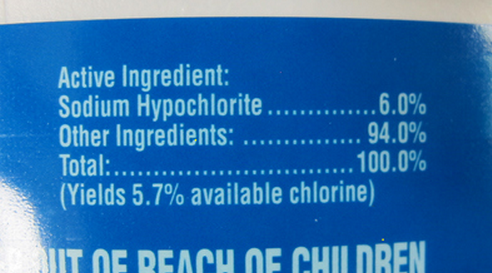 Active Ingredient:
Sodium Hypochlorite ..............6.0%
Other Ingredients: ............... 94.0%
Total:.............................. 100.0%
(Yields 5.7% available chlorine)
OUT OF REACH OF CHILDREN